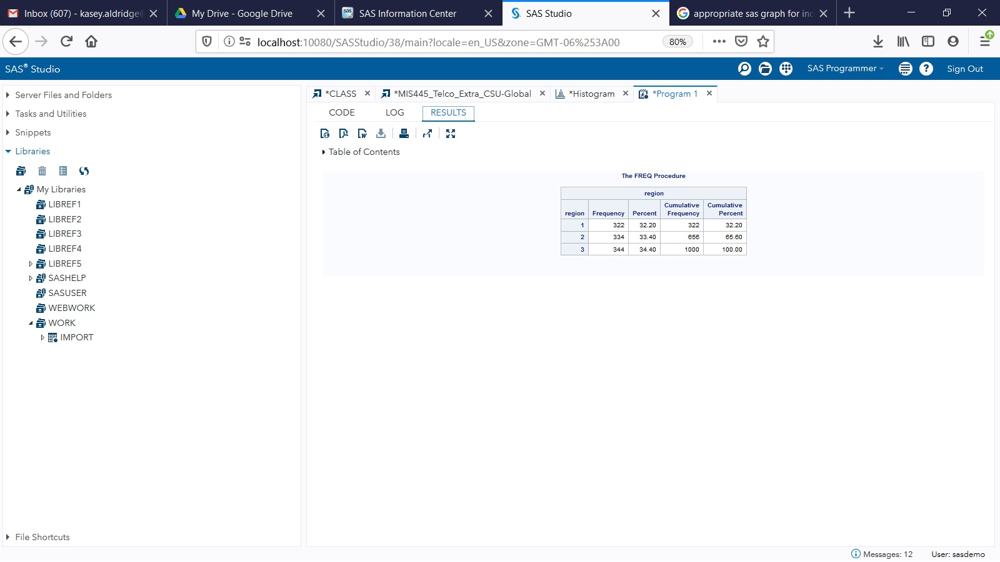 Inbox (607) - kasey.aldridge@
My Drive - Google Drive
SAS Information Center
SAS Studio
appropriate sas graph for inc
localhost:10080/SASStudio/38/main?locale=en_US&zone=GMT-06%253A00
80%
SAS® Studio
SAS Programmer
Sign Out
Server Files and Folders
Tasks and Utilities
Snippets
Libraries
My Libraries
LIBREF1
LIBREF2
LIBREF3
LIBREF4
LIBREF5
SASHELP
SASUSER
WEBWORK
WORK
IMPORT
File Shortcuts
*CLASS
*MIS445_Telco_Extra_CSU-Global
*Histogram
*Program 1
CODE LOG RESULTS
Table of Contents
The FREQ Procedure
region
region Frequency Percent Cumulative Frequency Cumulative Percent
1 322 32.20 322 32.20
2 334 33.40 656 65.60
3 344 34.40 1000 100.00
Messages: 12
User: sasdemo